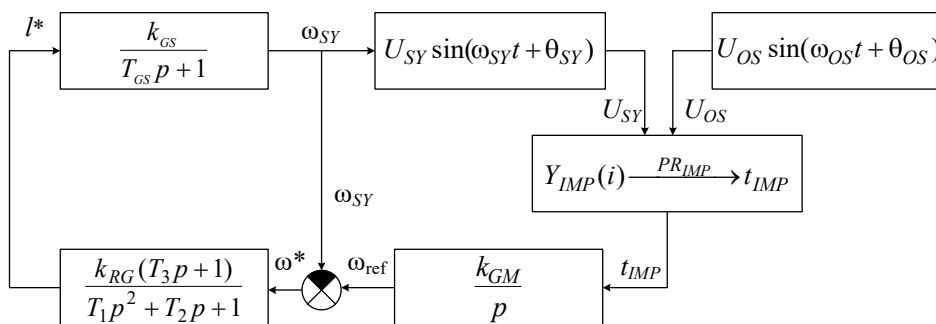 l*
k_GS
T_GS p + 1
ω_SY
U_SY sin(ω_SY t + θ_SY)
U_OS sin(ω_OS t + θ_OS)
U_SY
U_OS
Y_IMP(i) PR_IMP → t_IMP
ω_SY
k_RG(T_3 p + 1)
T_1 p² + T_2 p + 1
ω*
ω_ref
k_GM
p
t_IMP